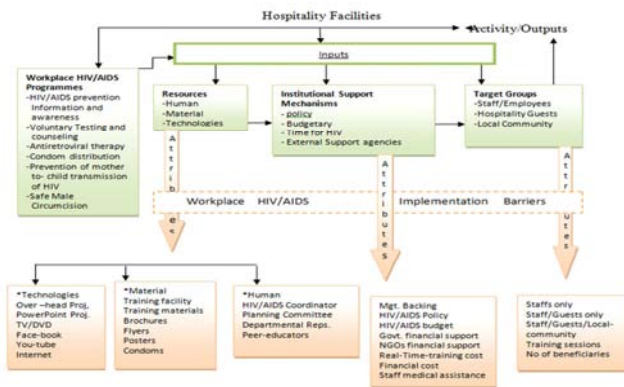 Hospitality Facilities
Activity/Outputs
Inputs
Workplace HIV/AIDS
Programmes
-HIV/AIDS prevention
Information and
awareness
-Voluntary Testing and
counseling
-Antiretroviral therapy
-Condom distribution
-Prevention of mother
to- child transmission
of HIV
-Safe Male
Circumcision
Resources
-Human
-Material
-Technologies
Institutional Support
Mechanisms
-policy
-Budgetary
-Time for HIV
-External Support agencies
Target Groups
-Staff/Employees
-Hospitality Guests
-Local Community
Attributes
Attributes
Attributes
Workplace HIV/AIDS Implementation Barriers
*Technologies
Over –head Proj,
PowerPoint Proj.
TV/DVD
Face-book
You-tube
Internet
*Material
Training facility
Training materials
Brochures
Flyers
Posters
Condoms
*Human
HIV/AIDS Coordinator
Planning Committee
Departmental Reps.
Peer-educators
Mgt. Backing
HIV/AIDS Policy
HIV/AIDS budget
Govt. financial support
NGOs financial support
Real-Time-training cost
Financial cost
Staff medical assistance
Staffs only
Staff/Guests only
Staff/Guests/Local-
community
Training sessions
No of beneficiaries